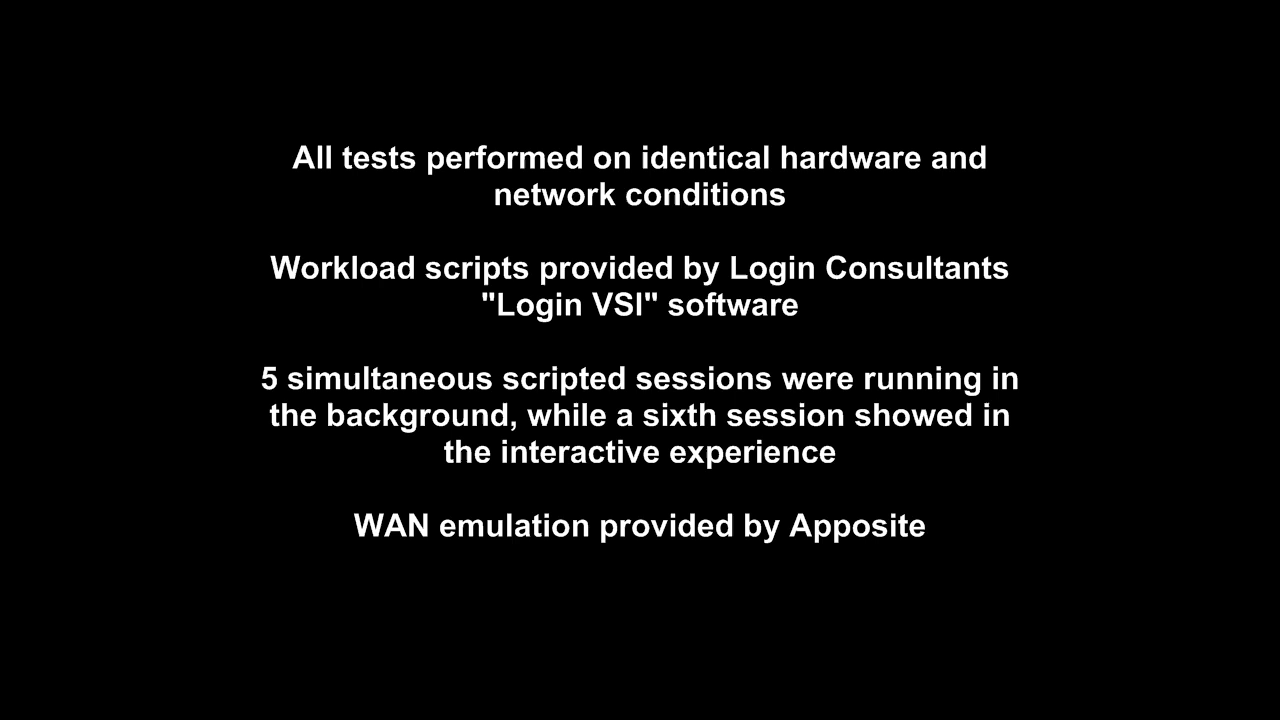 All tests performed on identical hardware and
network conditions
Workload scripts provided by Login Consultants
"Login VSI" software
5 simultaneous scripted sessions were running in
the background, while a sixth session showed in
the interactive experience
WAN emulation provided by Apposite